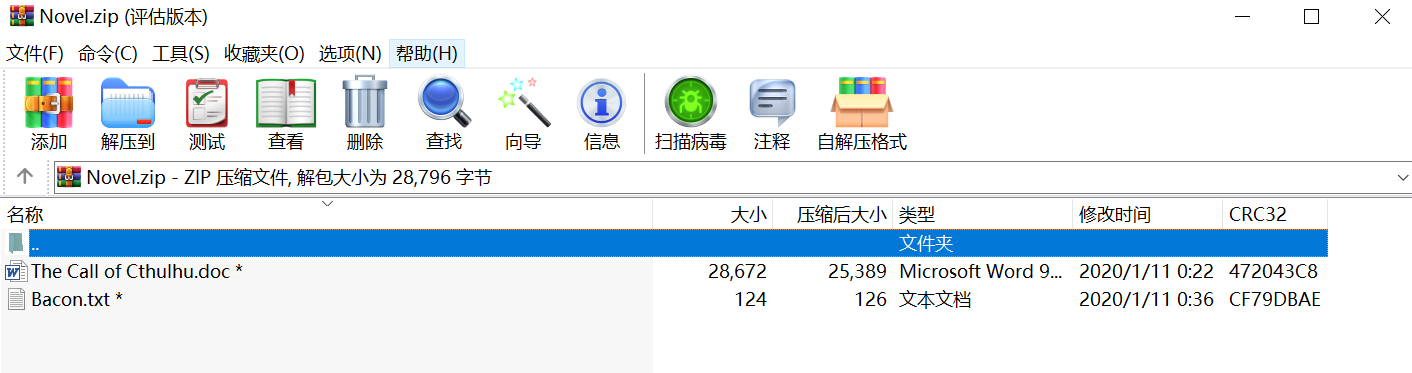 Novel.zip (评估版本)
文件(F) 命令(C) 工具(S) 收藏夹(O) 选项(N) 帮助(H)
添加 解压到 测试 查看 删除 查找 向导 信息 扫描病毒 注释 自解压格式
Novel.zip - ZIP 压缩文件, 解包大小为 28,796 字节
名称 大小 压缩后大小 类型 修改时间 CRC32
.. 文件夹
The Call of Cthulhu.doc * 28,672 25,389 Microsoft Word 9... 2020/1/11 0:22 472043C8
Bacon.txt * 124 126 文本文档 2020/1/11 0:36 CF79DBAE